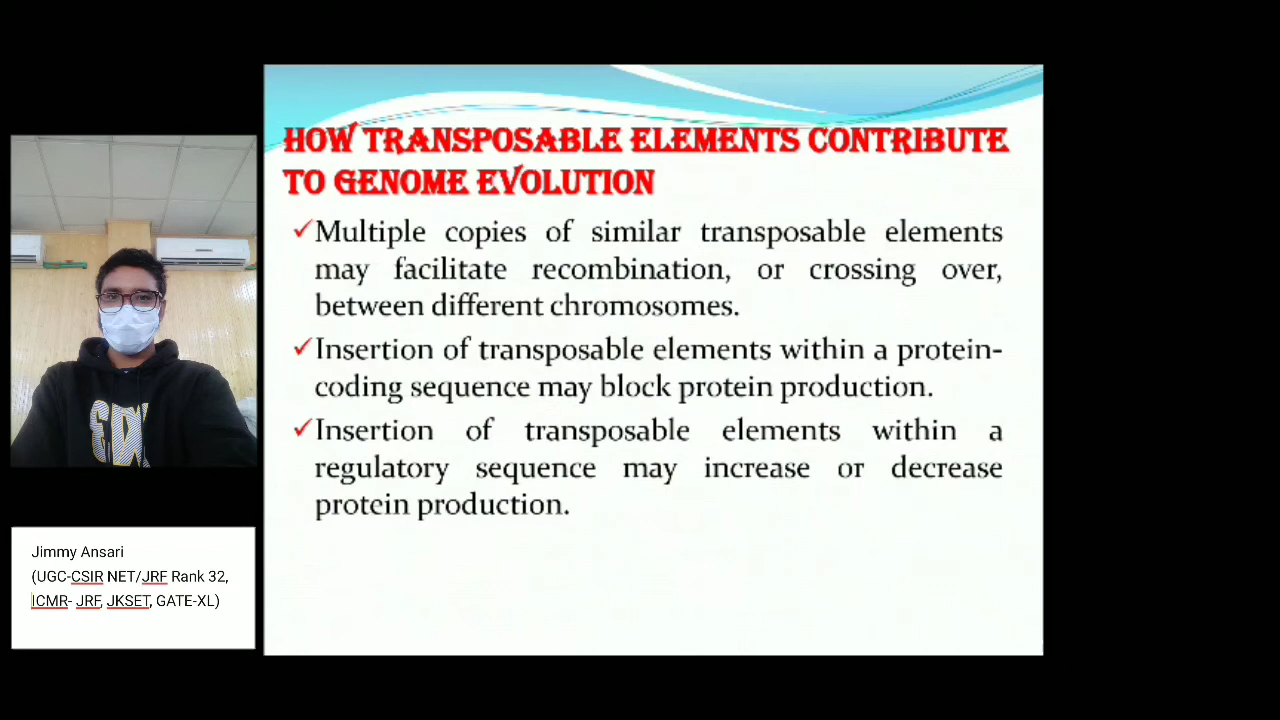 HOW TRANSPOSABLE ELEMENTS CONTRIBUTE
TO GENOME EVOLUTION
Multiple copies of similar transposable elements
may facilitate recombination, or crossing over,
between different chromosomes.
Insertion of transposable elements within a protein-
coding sequence may block protein production.
Insertion of transposable elements within a
regulatory sequence may increase or decrease
protein production.
Jimmy Ansari
(UGC-CSIR NET/JRF Rank 32,
ICMR- JRF, JKSET, GATE-XL)